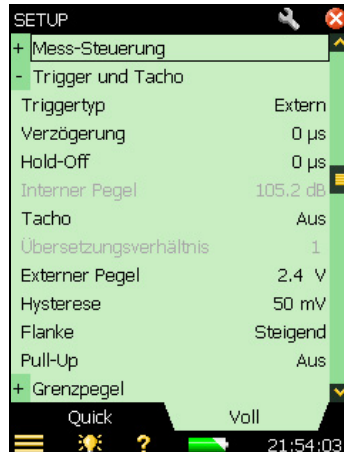 SETUP
+ Mess-Steuerung
- Trigger und Tacho
Triggertyp Extern
Verzögerung 0 µs
Hold-Off 0 µs
Interner Pegel 105.2 dB
Tacho Aus
Übersetzungsverhältnis 1
Externer Pegel 2.4 V
Hysterese 50 mV
Flanke Steigend
Pull-Up Aus
+ Grenzpegel
Quick Voll
? 21:54:03